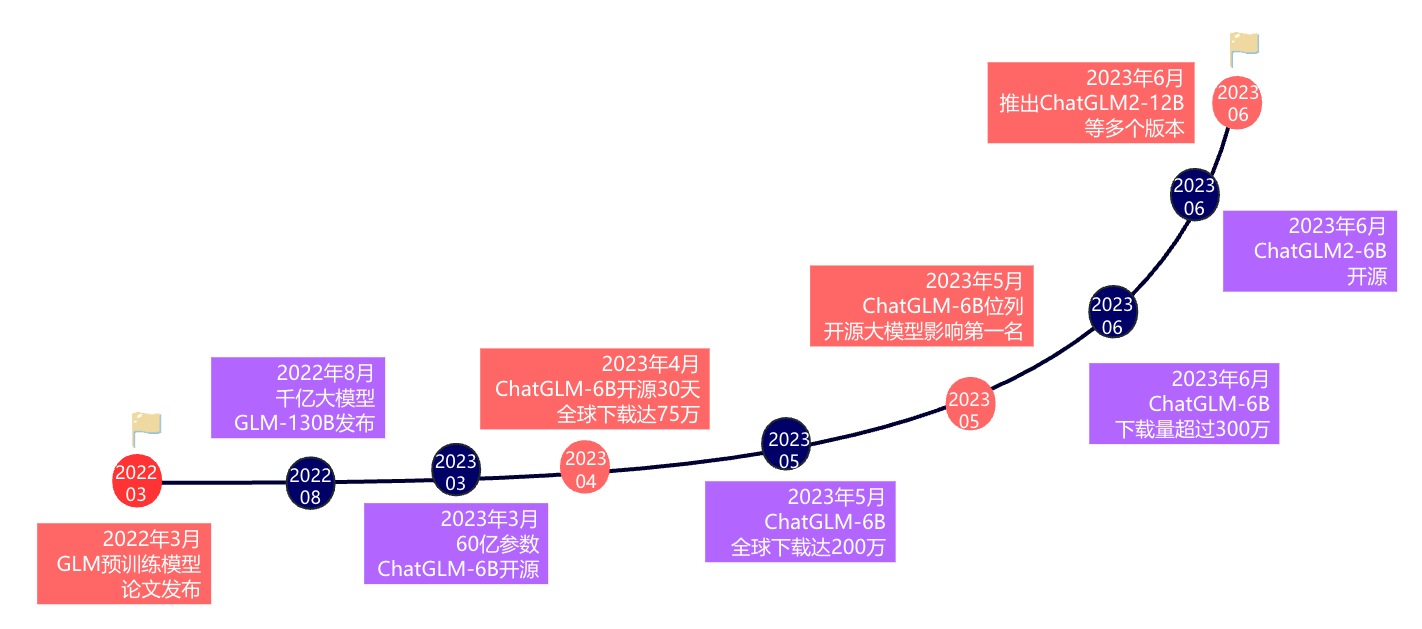 2022
03
2022年3月
GLM预训练模型
论文发布
2022年8月
千亿大模型
GLM-130B发布
2022
08
2023
03
2023年3月
60亿参数
ChatGLM-6B开源
2023年4月
ChatGLM-6B开源30天
全球下载达75万
2023
04
2023
05
2023年5月
ChatGLM-6B
全球下载达200万
2023年5月
ChatGLM-6B位列
开源大模型影响第一名
2023
05
2023
06
2023年6月
ChatGLM-6B
下载量超过300万
2023
06
2023年6月
ChatGLM2-6B
开源
2023年6月
推出ChatGLM2-12B
等多个版本
2023
06